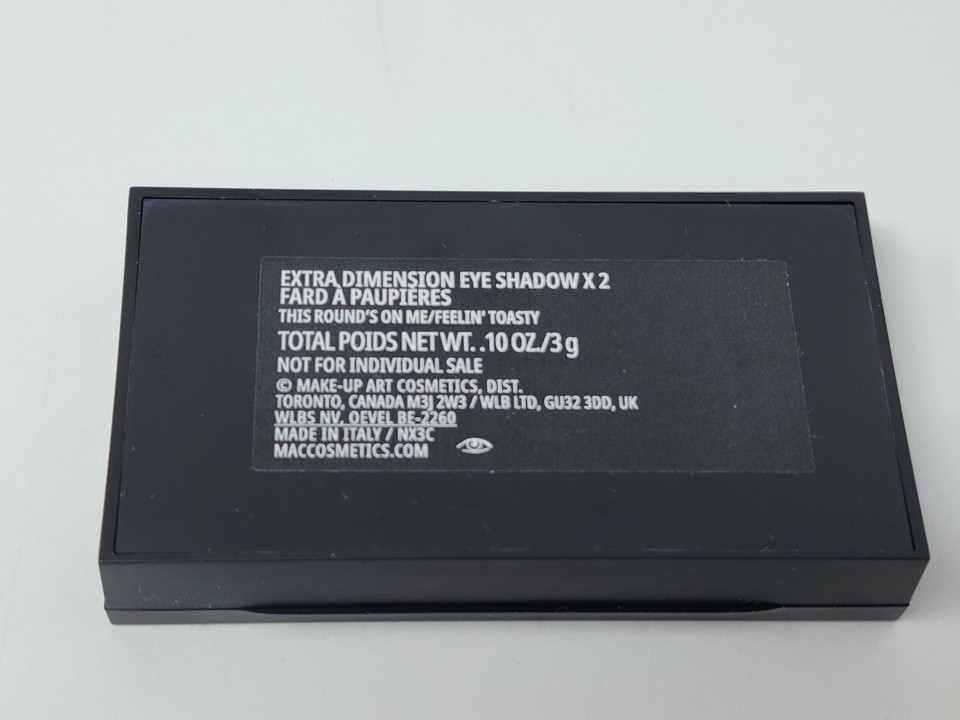 EXTRA DIMENSION EYE SHADOW X 2
FARD À PAUPIÈRES
THIS ROUND'S ON ME/FEELIN' TOASTY
TOTAL POIDS NET WT. .10 OZ./3 g
NOT FOR INDIVIDUAL SALE
© MAKE-UP ART COSMETICS, DIST.
TORONTO, CANADA M3J 2W3 / WLB LTD, GU32 3DD, UK
WLBS NV, OEVEL BE-2260
MADE IN ITALY / NX3C
MACCOSMETICS.COM